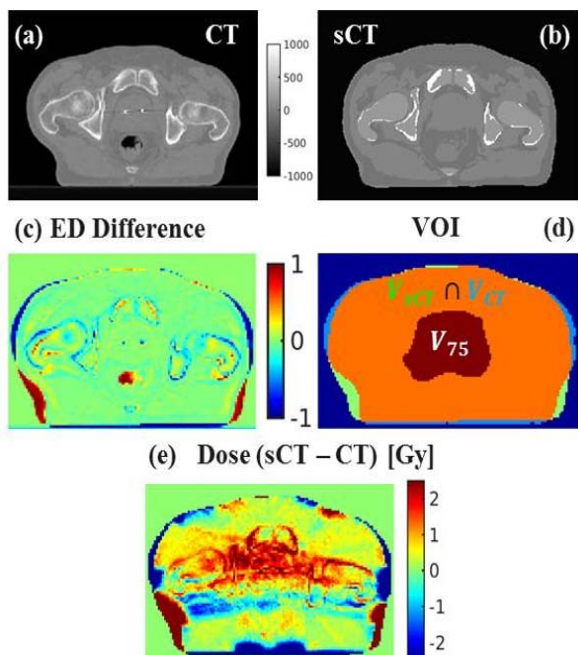 (a) CT
1000
500
0
-500
-1000
sCT (b)
(c) ED Difference
1
0
-1
VOI (d)
V_sCT ∩ V_CT
V_75
(e) Dose (sCT – CT) [Gy]
2
1
0
-1
-2